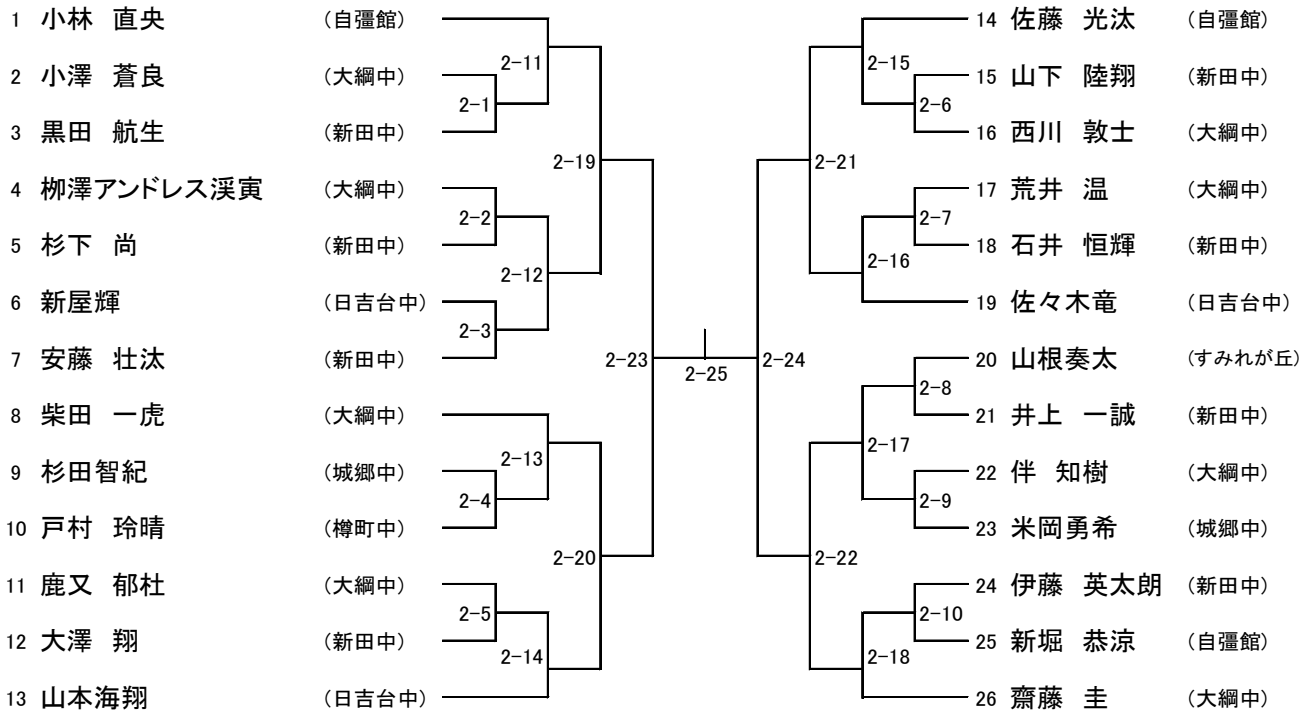 1 小林 直央 (自彊館)
2-11
2 小澤 蒼良 (大綱中)
2-1
3 黒田 航生 (新田中)
2-19
4 栁澤アンドレス渓寅 (大綱中)
2-2
5 杉下 尚 (新田中)
2-12
6 新屋輝 (日吉台中)
2-3
7 安藤 壮汰 (新田中)
2-23
8 柴田 一虎 (大綱中)
2-13
9 杉田智紀 (城郷中)
2-4
10 戸村 玲晴 (樽町中)
2-20
11 鹿又 郁杜 (大綱中)
2-5
12 大澤 翔 (新田中)
2-14
13 山本海翔 (日吉台中)
2-25
14 佐藤 光汰 (自彊館)
2-15
15 山下 陸翔 (新田中)
2-6
16 西川 敦士 (大綱中)
2-21
17 荒井 温 (大綱中)
2-7
18 石井 恒輝 (新田中)
2-16
19 佐々木竜 (日吉台中)
2-24
20 山根奏太 (すみれが丘)
2-8
21 井上 一誠 (新田中)
2-17
22 伴 知樹 (大綱中)
2-9
23 米岡勇希 (城郷中)
2-22
24 伊藤 英太朗 (新田中)
2-10
25 新堀 恭涼 (自彊館)
2-18
26 齋藤 圭 (大綱中)